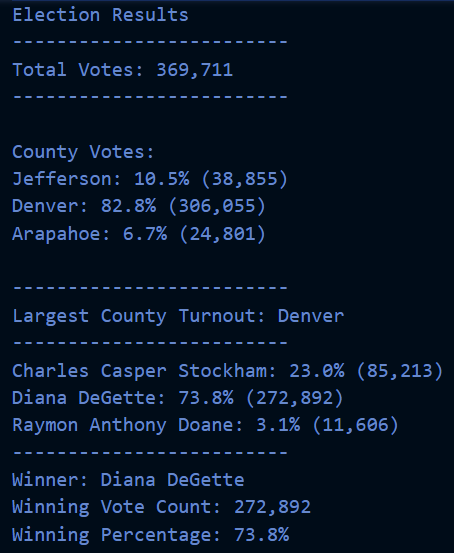 Election Results
-------------------------
Total Votes: 369,711
-------------------------
County Votes:
Jefferson: 10.5% (38,855)
Denver: 82.8% (306,055)
Arapahoe: 6.7% (24,801)
-------------------------
Largest County Turnout: Denver
-------------------------
Charles Casper Stockham: 23.0% (85,213)
Diana DeGette: 73.8% (272,892)
Raymon Anthony Doane: 3.1% (11,606)
-------------------------
Winner: Diana DeGette
Winning Vote Count: 272,892
Winning Percentage: 73.8%